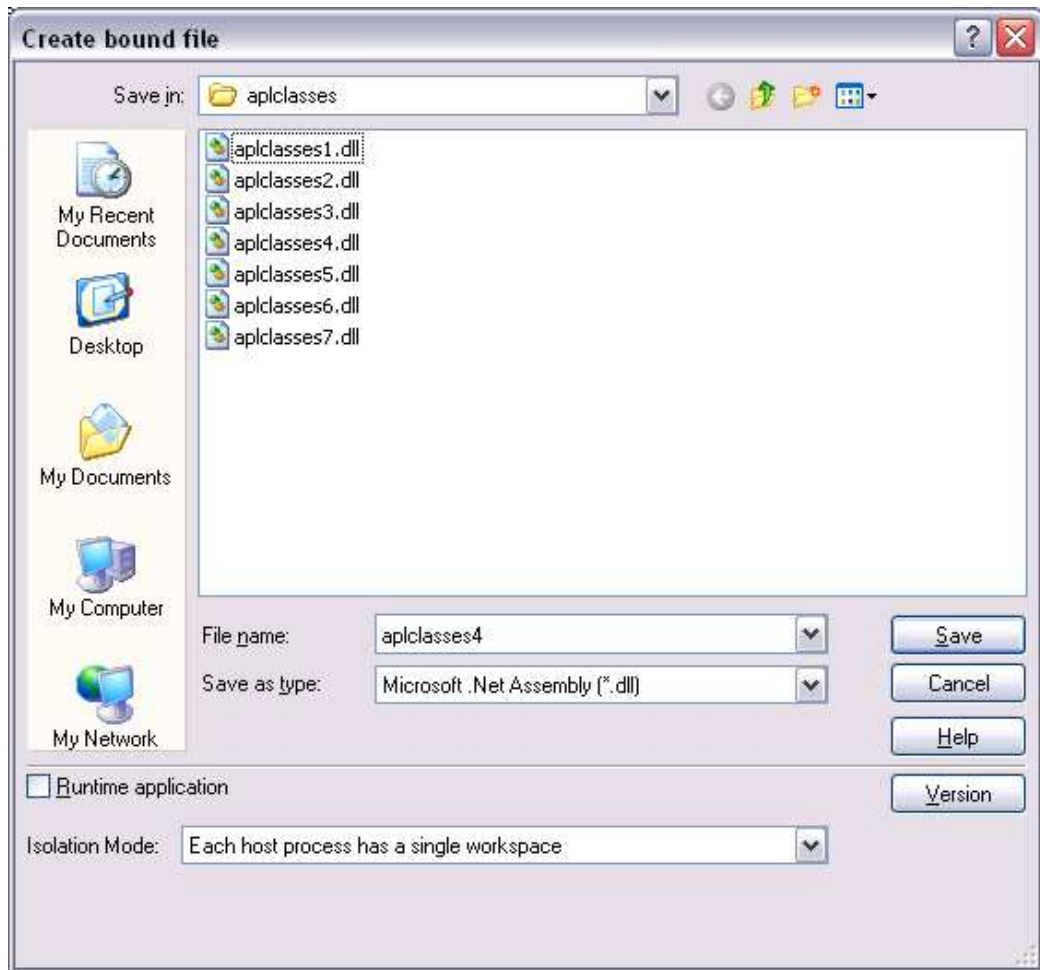 Create bound file
Save in:
aplclasses
My Recent
Documents
Desktop
My Documents
My Computer
My Network
aplclasses1.dll
aplclasses2.dll
aplclasses3.dll
aplclasses4.dll
aplclasses5.dll
aplclasses6.dll
aplclasses7.dll
File name:
aplclasses4
Save
Save as type:
Microsoft .Net Assembly (*.dll)
Cancel
Help
Runtime application
Version
Isolation Mode:
Each host process has a single workspace